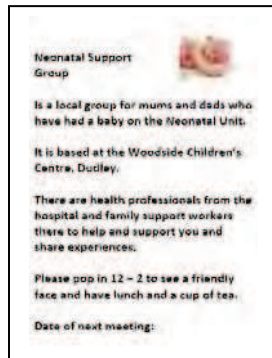 Neonatal Support
Group
Is a local group for mums and dads who
have had a baby on the Neonatal Unit.
It is based at the Woodside Children's
Centre, Dudley.
There are health professionals from the
hospital and family support workers
there to help and support you and
share experiences.
Please pop in 12 – 2 to see a friendly
face and have lunch and a cup of tea.
Date of next meeting: